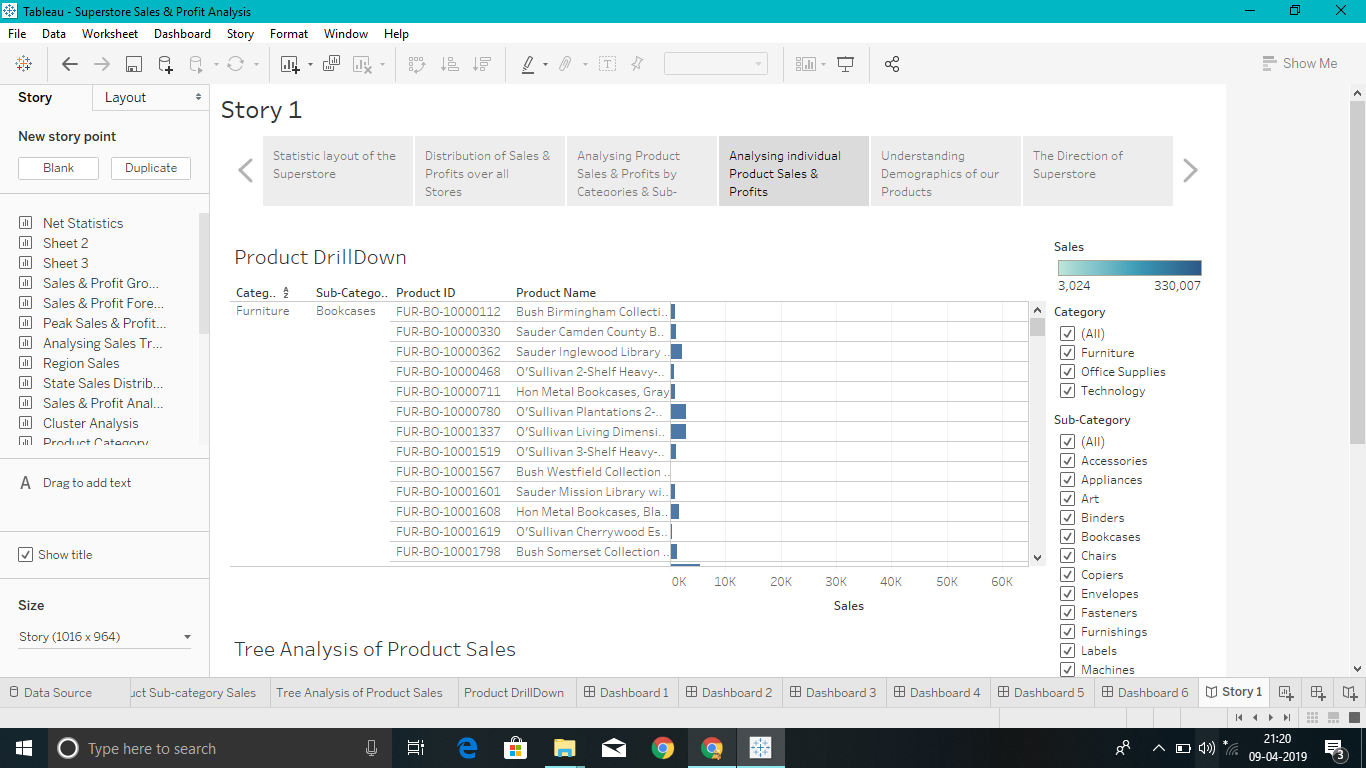 Tableau - Superstore Sales & Profit Analysis
File Data Worksheet Dashboard Story Format Window Help
Show Me
Story Layout
New story point
Blank Duplicate
Net Statistics
Sheet 2
Sheet 3
Sales & Profit Gro...
Sales & Profit Fore...
Peak Sales & Profit...
Analysing Sales Tr...
Region Sales
State Sales Distrib...
Sales & Profit Anal...
Cluster Analysis
Product Category
A Drag to add text
Show title
Size
Story (1016 x 964)
Story 1
Statistic layout of the
Superstore
Distribution of Sales &
Profits over all
Stores
Analysing Product
Sales & Profits by
Categories & Sub-
Analysing individual
Product Sales &
Profits
Understanding
Demographics of our
Products
The Direction of
Superstore
Product DrillDown
Categ.. Sub-Catego.. Product ID Product Name
Furniture Bookcases FUR-BO-10000112 Bush Birmingham Collecti..
FUR-BO-10000330 Sauder Camden County B..
FUR-BO-10000362 Sauder Inglewood Library ..
FUR-BO-10000468 O'Sullivan 2-Shelf Heavy-..
FUR-BO-10000711 Hon Metal Bookcases, Gray
FUR-BO-10000780 O'Sullivan Plantations 2-..
FUR-BO-10001337 O'Sullivan Living Dimensi..
FUR-BO-10001519 O'Sullivan 3-Shelf Heavy-..
FUR-BO-10001567 Bush Westfield Collection ..
FUR-BO-10001601 Sauder Mission Library wi..
FUR-BO-10001608 Hon Metal Bookcases, Bla..
FUR-BO-10001619 O'Sullivan Cherrywood Es..
FUR-BO-10001798 Bush Somerset Collection ..
0K 10K 20K 30K 40K 50K 60K
Sales
Tree Analysis of Product Sales
Sales
3,024 330,007
Category
(All)
Furniture
Office Supplies
Technology
Sub-Category
(All)
Accessories
Appliances
Art
Binders
Bookcases
Chairs
Copiers
Envelopes
Fasteners
Furnishings
Labels
Machines
Data Source uct Sub-category Sales Tree Analysis of Product Sales Product DrillDown Dashboard 1 Dashboard 2 Dashboard 3 Dashboard 4 Dashboard 5 Dashboard 6 Story 1
Type here to search
21:20
09-04-2019
3